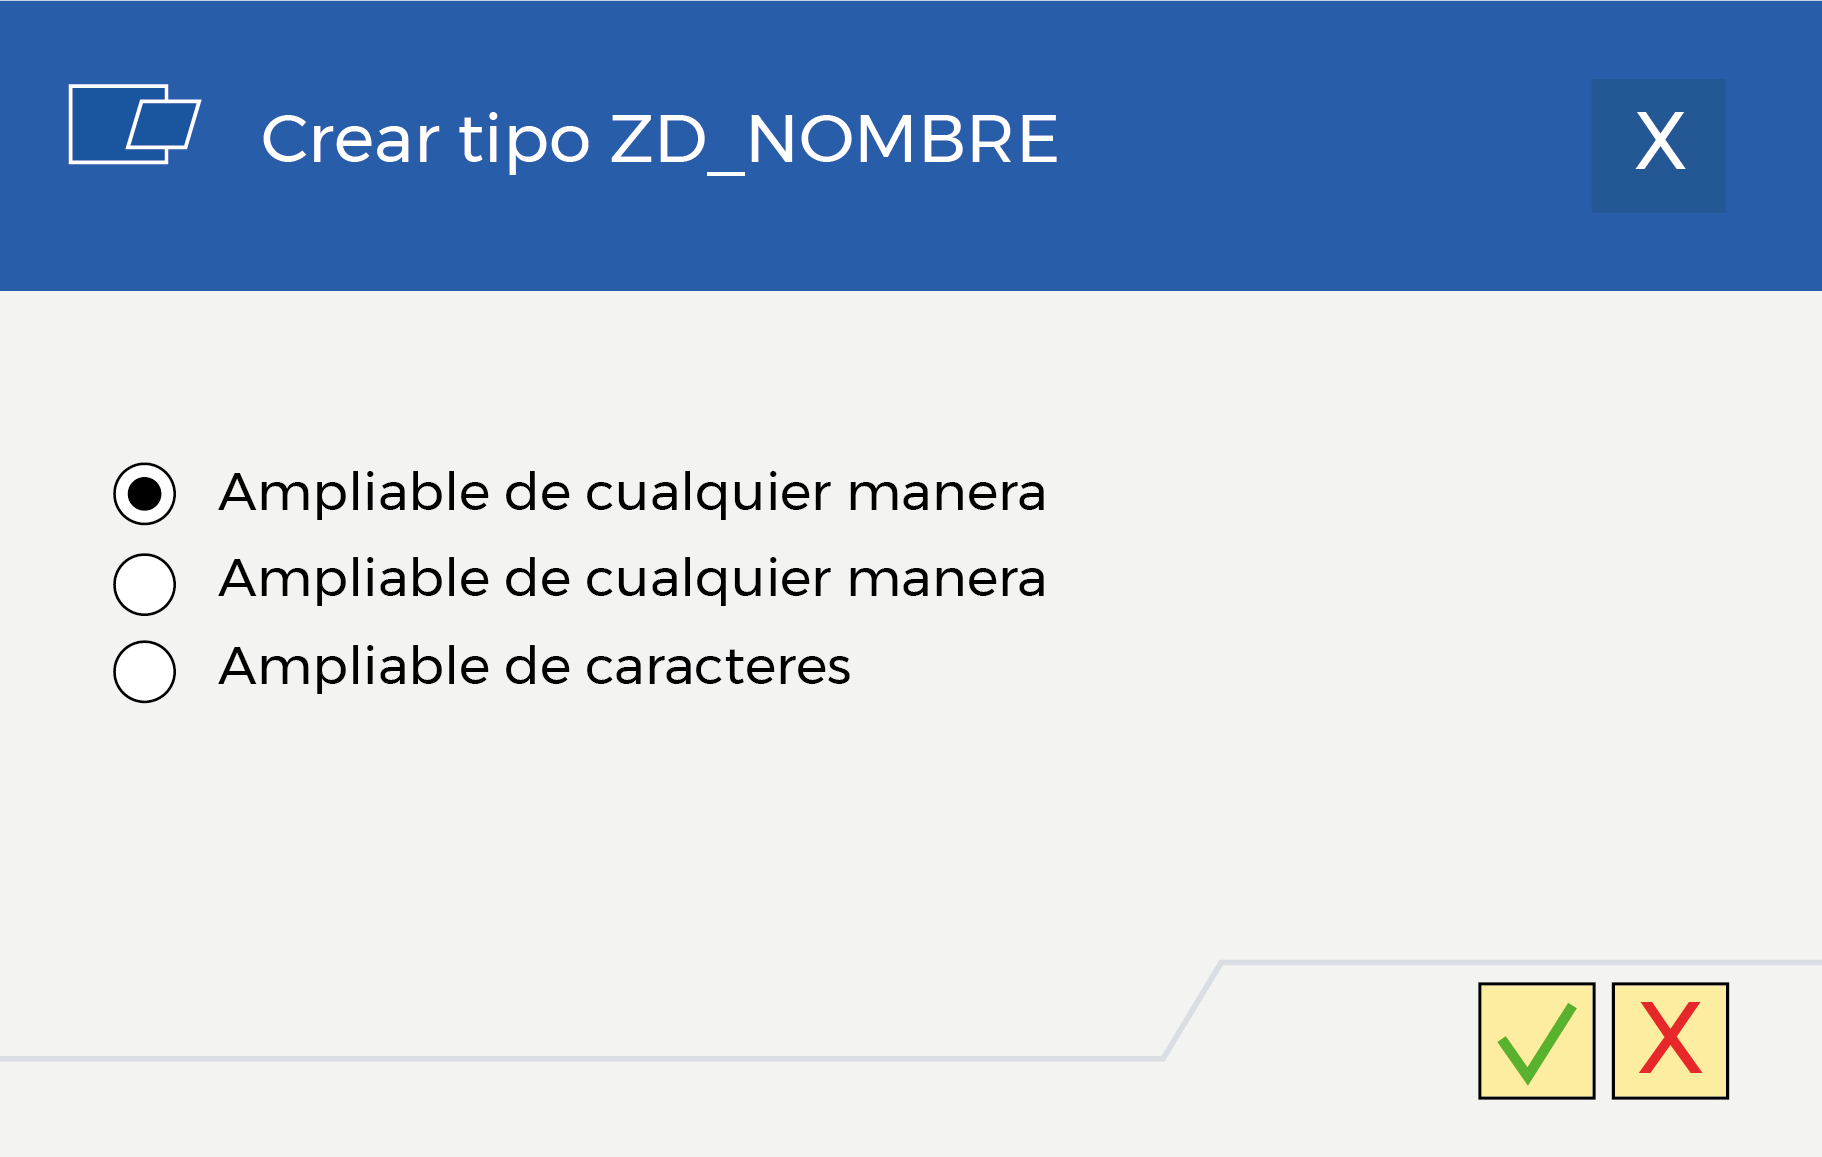 Crear tipo ZD_NOMBRE
X
Ampliable de cualquier manera
Ampliable de cualquier manera
Ampliable de caracteres
X